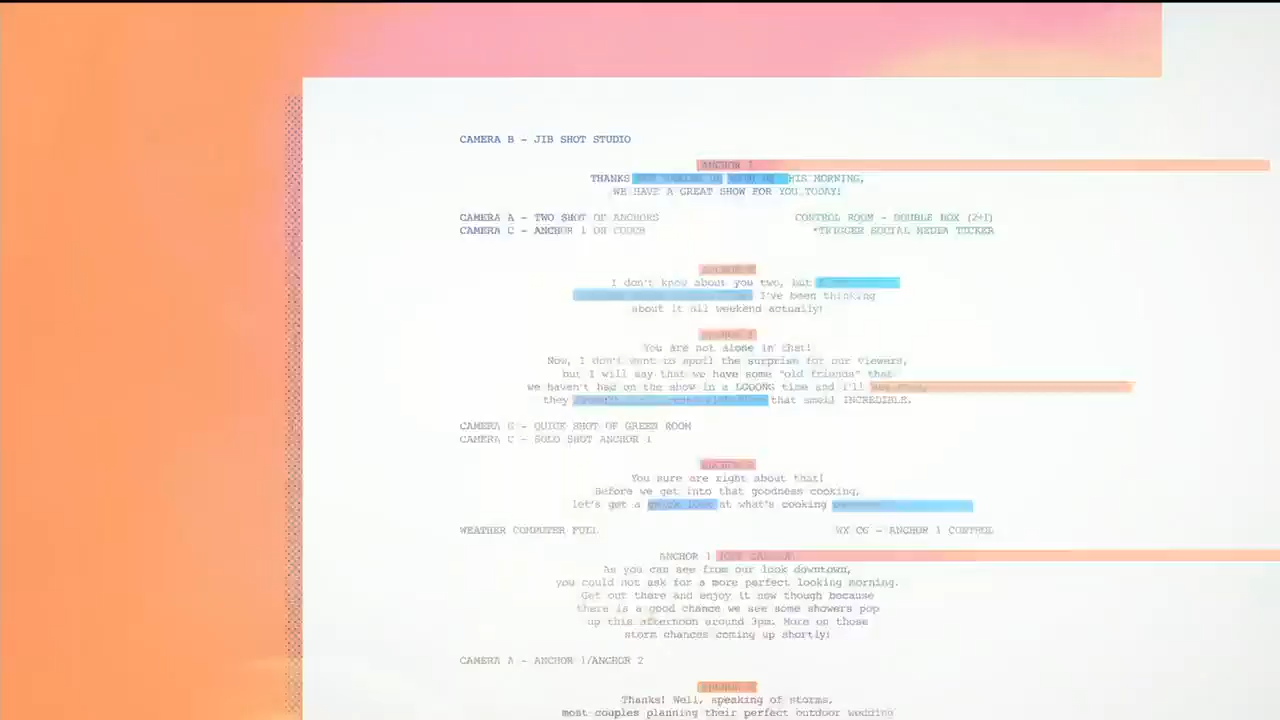 CAMERA B - JIB SHOT STUDIO
ANCHOR 1
THANKS HIS MORNING,
WE HAVE A GREAT SHOW FOR YOU TODAY!
CAMERA A - TWO SHOT OF ANCHORS CONTROL ROOM - DOUBLE BOX (2+1)
CAMERA C - ANCHOR 1 ON COUCH *TRIGGER SOCIAL MEDIA TICKER
I don't know about you two, but
I've been thinking
about it all weekend actually!
You are not alone in that!
Now, I don't want to spoil the surprise for our viewers,
but I will say that we have some "old friends" that
we haven't had on the show in a LOOONG time and I'll
they that smell INCREDIBLE.
CAMERA G - QUICK SHOT OF GREEN ROOM
CAMERA C - SOLO SHOT ANCHOR 1
You sure are right about that!
Before we get into that goodness cooking,
let's get a quick look at what's cooking
WEATHER COMPUTER FULL WX CG - ANCHOR 1 CONTROL
ANCHOR 1
As you can see from our look downtown,
you could not ask for a more perfect looking morning.
Get out there and enjoy it now though because
there is a good chance we see some showers pop
up this afternoon around 3pm. More on those
storm chances coming up shortly!
CAMERA A - ANCHOR 1/ANCHOR 2
Thanks! Well, speaking of storms,
most couples planning their perfect outdoor wedding